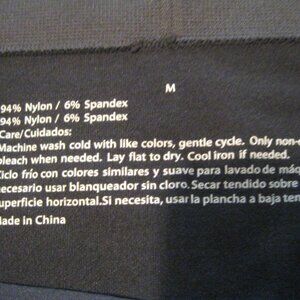 M
94% Nylon / 6% Spandex
94% Nylon / 6% Spandex
Care/Cuidados:
Machine wash cold with like colors, gentle cycle. Only non-
bleach when needed. Lay flat to dry. Cool iron if needed.
Ciclo frío con colores similares y suave para lavado de
necesario usar blanqueador sin cloro. Secar tendido sobre
superficie horizontal.Si necesita, usar la plancha a baja
Made in China